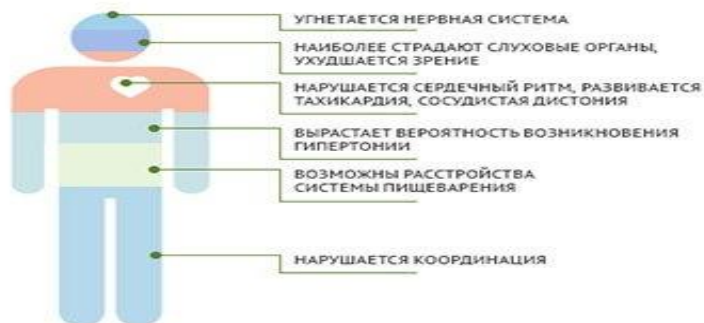 УГНЕТАЕТСЯ НЕРВНАЯ СИСТЕМА
НАИБОЛЕЕ СТРАДАЮТ СЛУХОВЫЕ ОРГАНЫ,
УХУДШАЕТСЯ ЗРЕНИЕ
НАРУШАЕТСЯ СЕРДЕЧНЫЙ РИТМ, РАЗВИВАЕТСЯ
ТАХИКАРДИЯ, СОСУДИСТАЯ ДИСТОНИЯ
ВЫРАСТАЕТ ВЕРОЯТНОСТЬ ВОЗНИКНОВЕНИЯ
ГИПЕРТОНИИ
ВОЗМОЖНЫ РАССТРОЙСТВА
СИСТЕМЫ ПИЩЕВАРЕНИЯ
НАРУШАЕТСЯ КООРДИНАЦИЯ